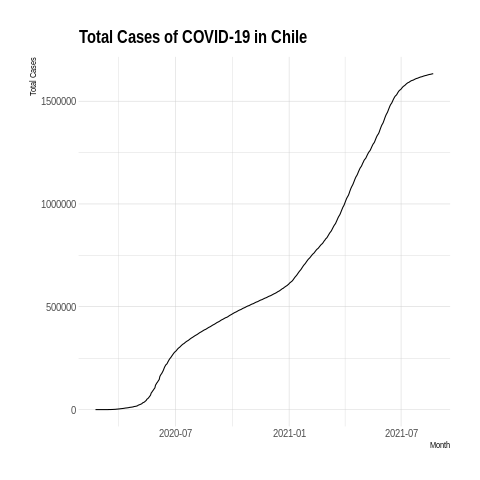 Total Cases of COVID-19 in Chile
Total Cases
1500000
1000000
500000
0
2020-07 2021-01 2021-07
Month